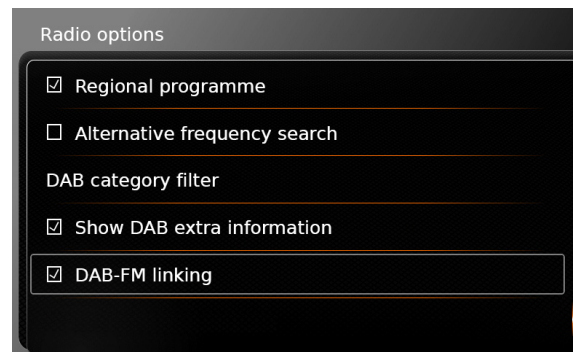 Radio options
Regional programme
Alternative frequency search
DAB category filter
Show DAB extra information
DAB-FM linking